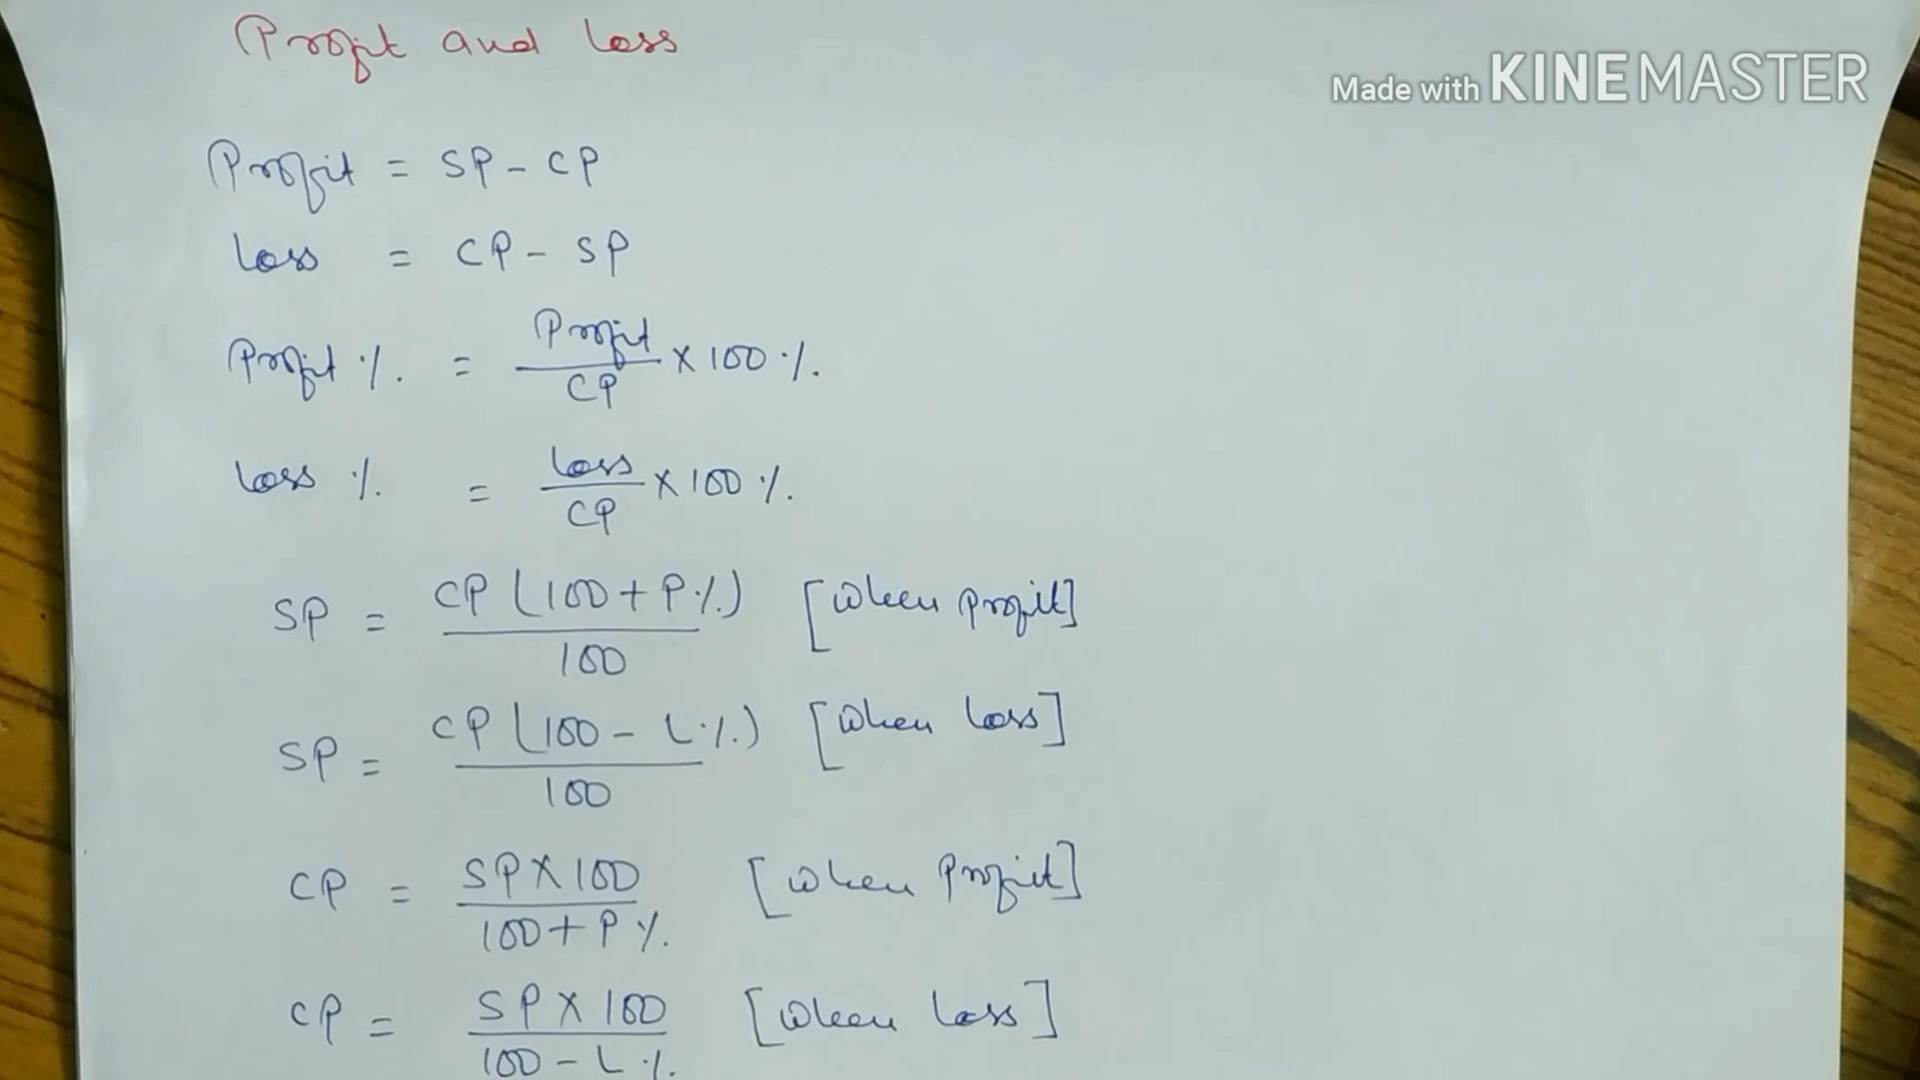 Profit and loss
Made with KINEMASTER
Profit = SP - CP
loss = CP - SP
Profit % = Profit/CP × 100 %
loss % = loss/CP × 100 %
SP = CP (100 + P%)/100 [when profit]
SP = CP (100 - L%)/100 [when loss]
CP = SP × 100/100 + P% [when Profit]
CP = SP × 100/100 - L% [when loss]